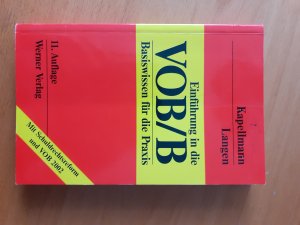 Kapellmann
Langen
Einführung in die
VOB/B
Basiswissen für die Praxis
11. Auflage
Werner Verlag
Mit Schuldrechtsreform
und VOB 2002